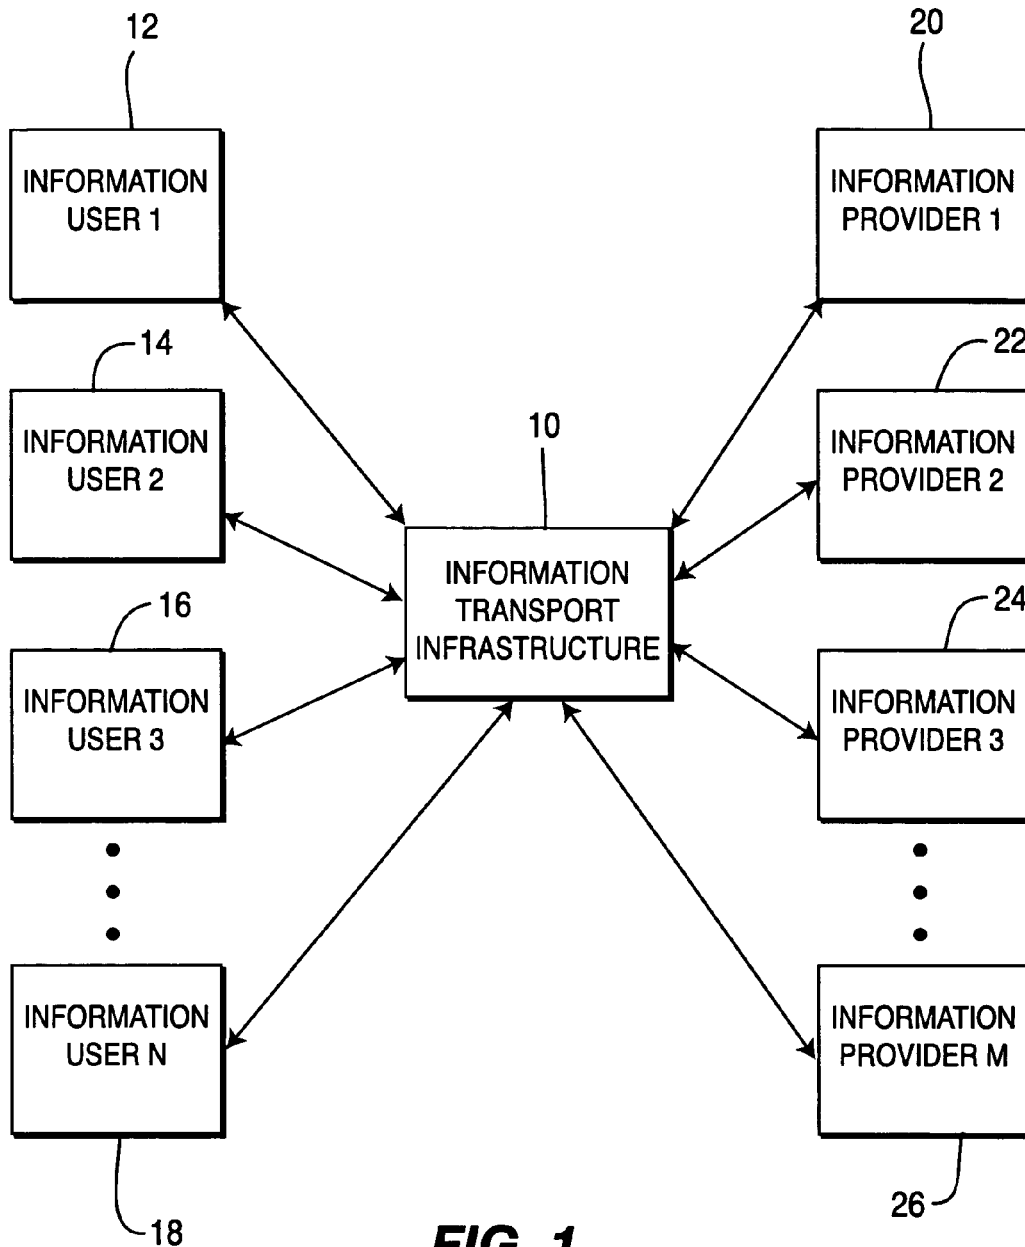 12
20
INFORMATION
USER 1
INFORMATION
PROVIDER 1
14
22
INFORMATION
USER 2
INFORMATION
PROVIDER 2
10
INFORMATION
TRANSPORT
INFRASTRUCTURE
16
24
INFORMATION
USER 3
INFORMATION
PROVIDER 3
INFORMATION
USER N
INFORMATION
PROVIDER M
18
26
FIG. 1